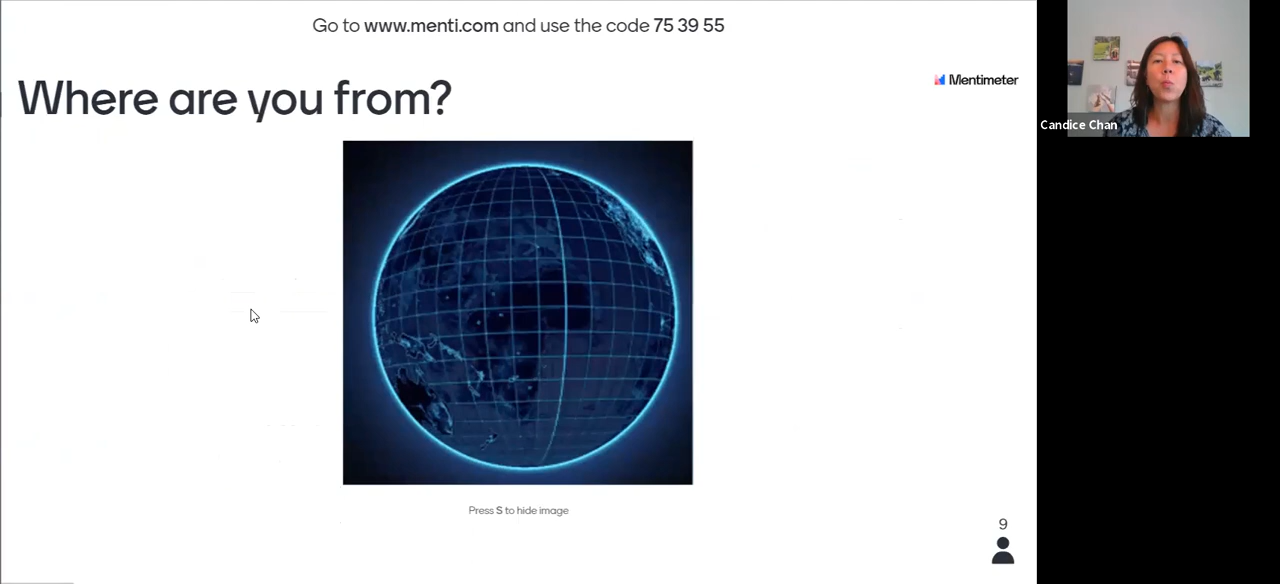 Go to www.menti.com and use the code 75 39 55
Where are you from?
Mentimeter
Candice Chan
Press S to hide image
9